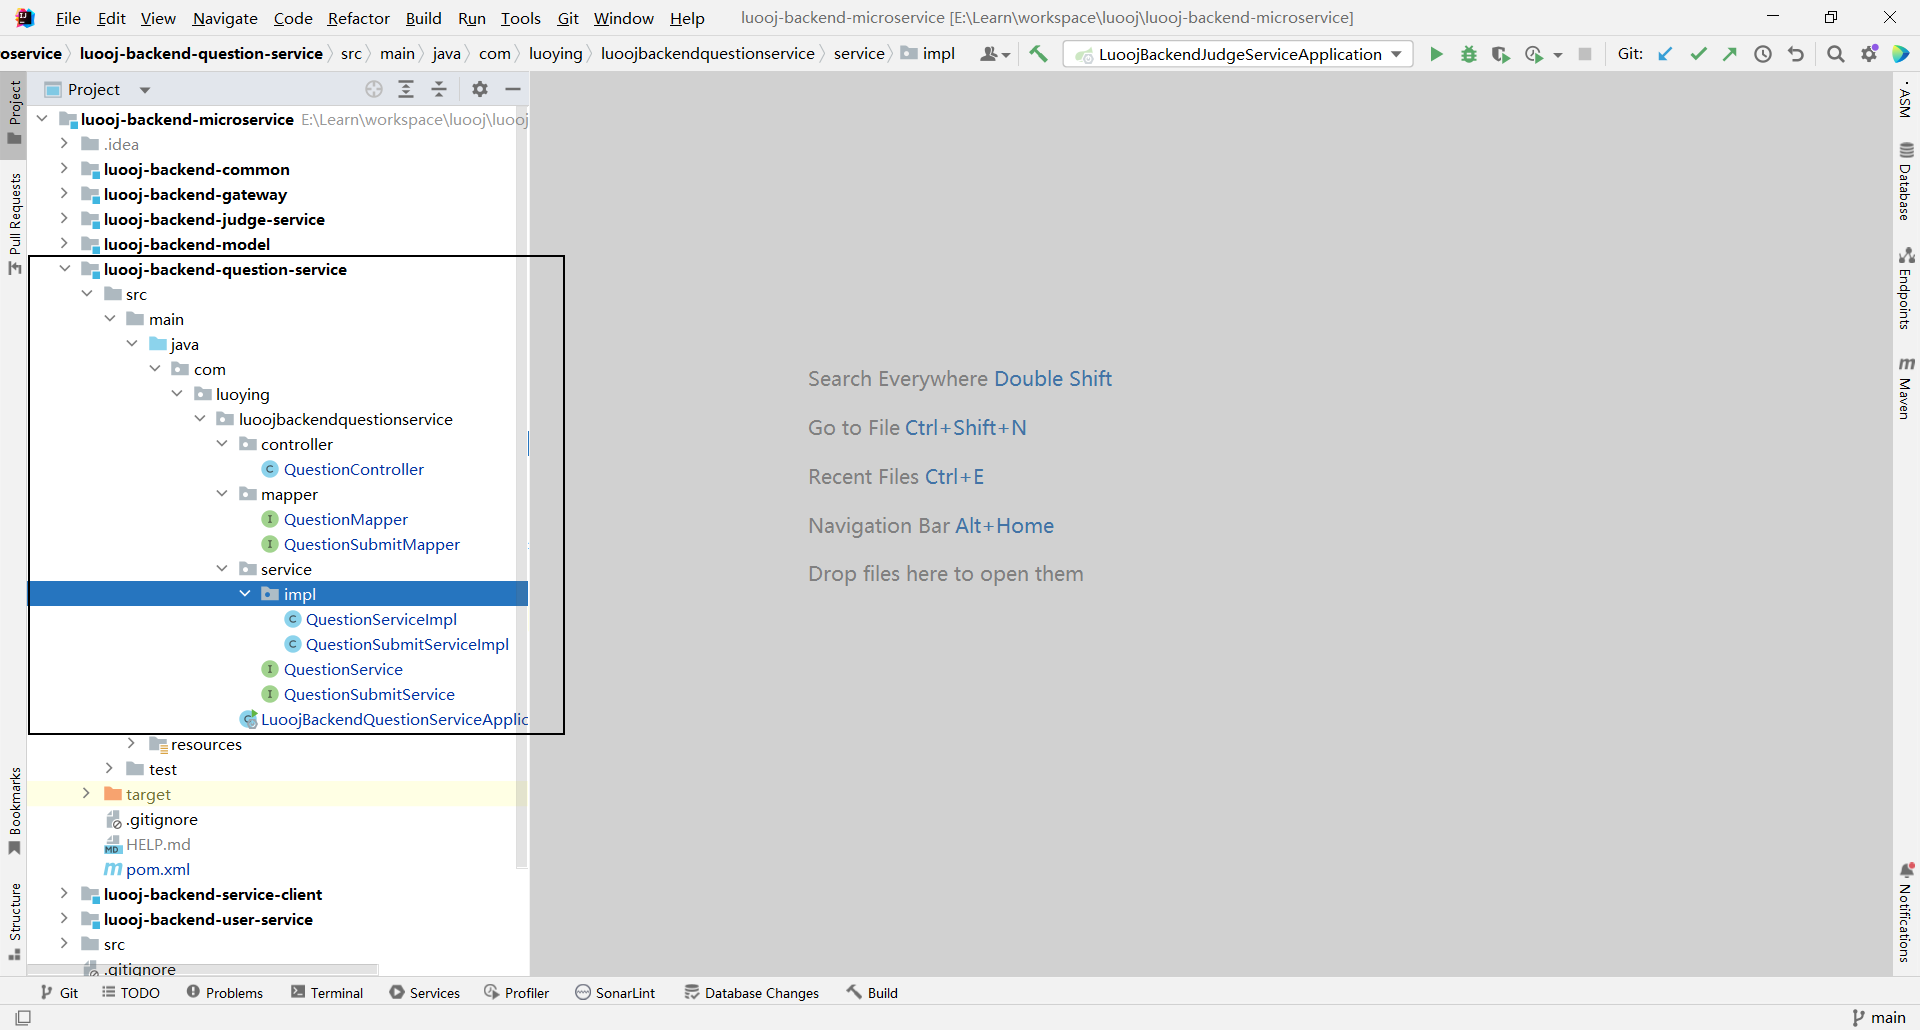 File Edit View Navigate Code Refactor Build Run Tools Git Window Help luooj-backend-microservice [E:\Learn\workspace\luooj\luooj-backend-microservice]
oservice luooj-backend-question-service src main java com luoying luoojbackendquestionservice service impl LuoojBackendJudgeServiceApplication Git:
Project
luooj-backend-microservice E:\Learn\workspace\luooj\luooj
.idea
luooj-backend-common
luooj-backend-gateway
luooj-backend-judge-service
luooj-backend-model
luooj-backend-question-service
src
main
java
com
luoying
luoojbackendquestionservice
controller
QuestionController
mapper
QuestionMapper
QuestionSubmitMapper
service
impl
QuestionServiceImpl
QuestionSubmitServiceImpl
QuestionService
QuestionSubmitService
LuoojBackendQuestionServiceApplic
resources
test
target
.gitignore
HELP.md
pom.xml
luooj-backend-service-client
luooj-backend-user-service
src
.gitignore
Project
Pull Requests
Bookmarks
Structure
Search Everywhere Double Shift
Go to File Ctrl+Shift+N
Recent Files Ctrl+E
Navigation Bar Alt+Home
Drop files here to open them
ASM
Database
Endpoints
Maven
Notifications
Git TODO Problems Terminal Services Profiler SonarLint Database Changes Build
main